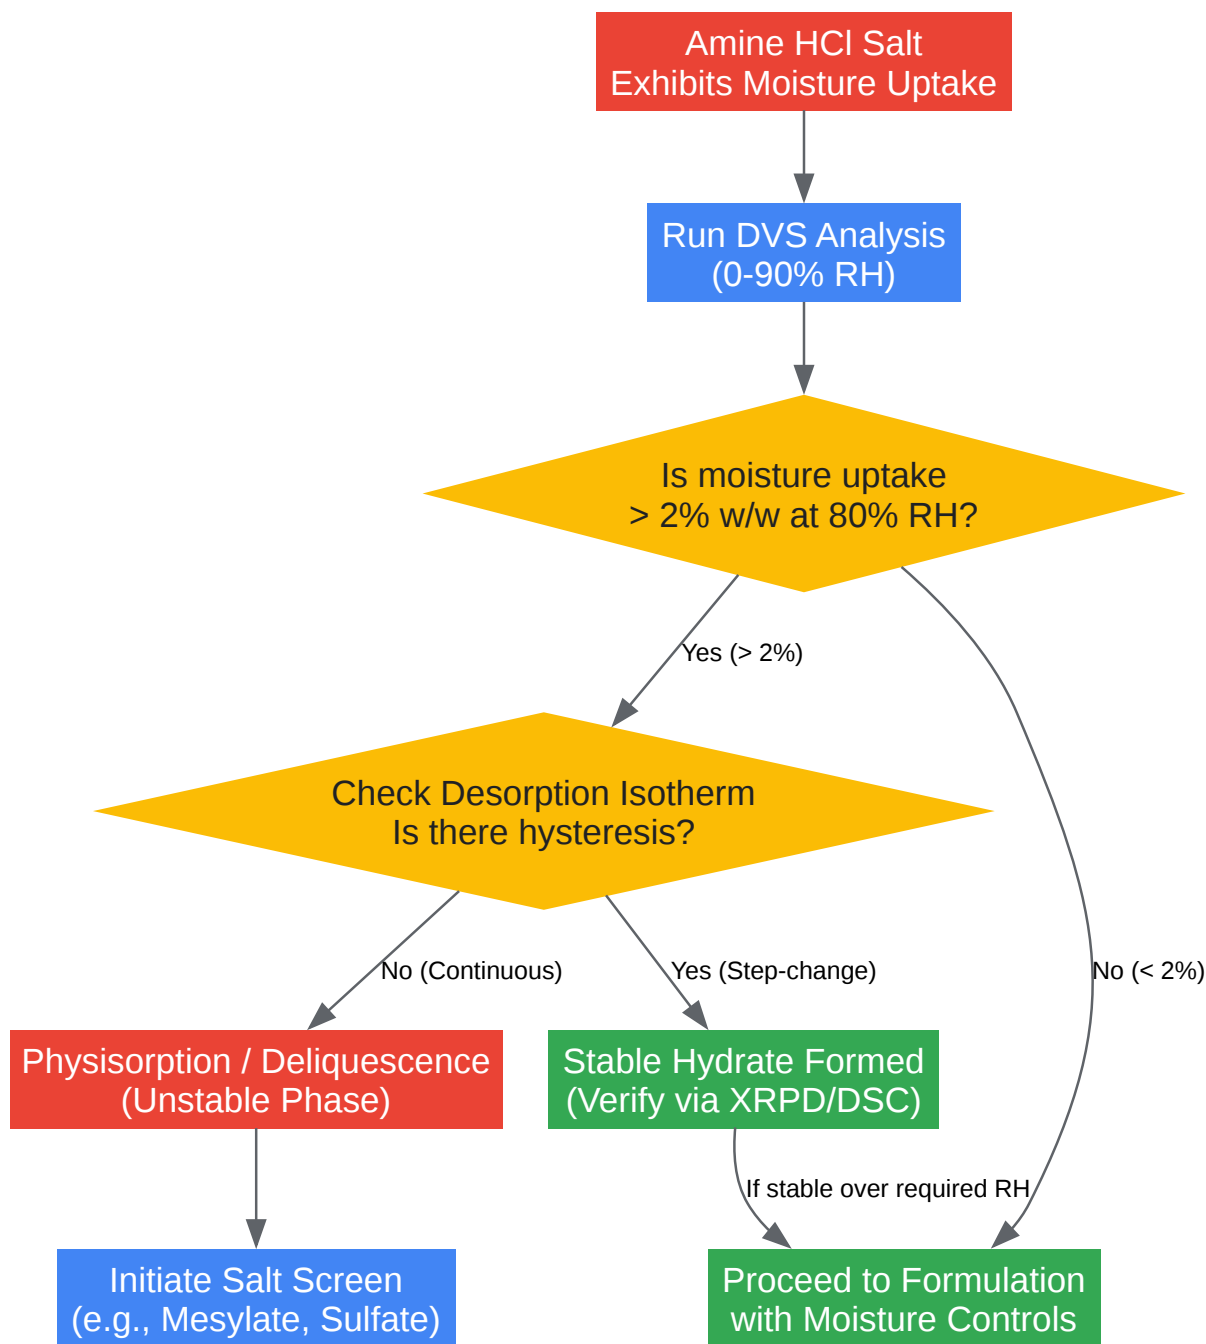 Amine HCl Salt
Exhibits Moisture Uptake
Run DVS Analysis
(0-90% RH)
Is moisture uptake
> 2% w/w at 80% RH?
Yes (> 2%)
Check Desorption Isotherm
Is there hysteresis?
No (Continuous)
Yes (Step-change)
No (< 2%)
Physisorption / Deliquescence
(Unstable Phase)
Stable Hydrate Formed
(Verify via XRPD/DSC)
If stable over required RH
Initiate Salt Screen
(e.g., Mesylate, Sulfate)
Proceed to Formulation
with Moisture Controls